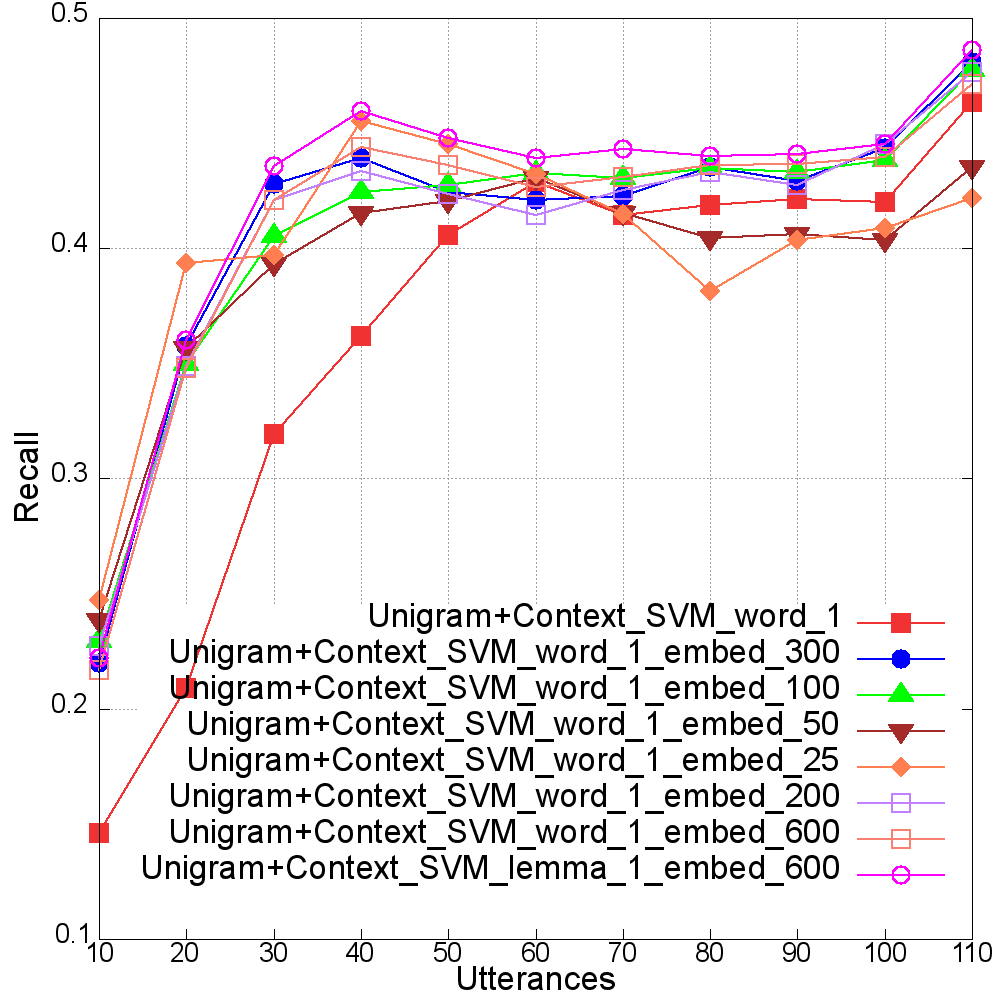 0.5
0.4
0.3
0.2
0.1
Recall
Unigram+Context_SVM_word_1
Unigram+Context_SVM_word_1_embed_300
Unigram+Context_SVM_word_1_embed_100
Unigram+Context_SVM_word_1_embed_50
Unigram+Context_SVM_word_1_embed_25
Unigram+Context_SVM_word_1_embed_200
Unigram+Context_SVM_word_1_embed_600
Unigram+Context_SVM_lemma_1_embed_600
10 20 30 40 50 60 70 80 90 100 110
Utterances